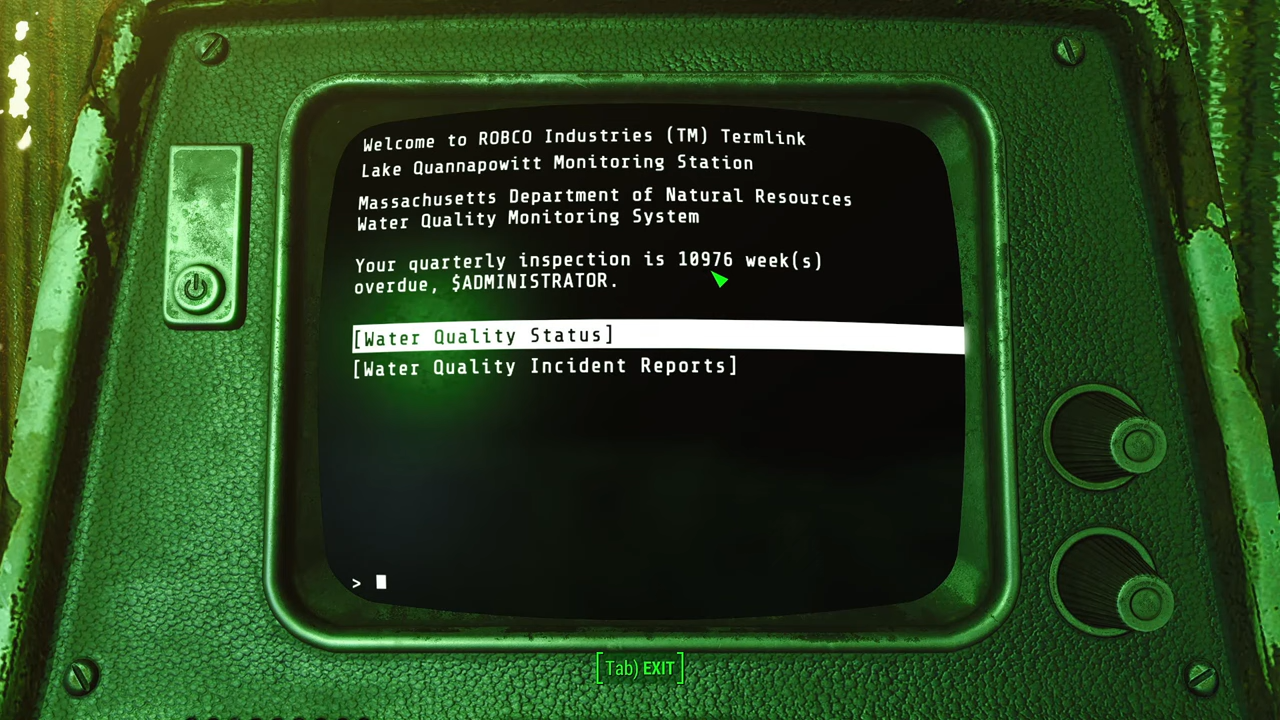 Welcome to ROBCO Industries (TM) Termlink
Lake Quannapowitt Monitoring Station
Massachusetts Department of Natural Resources
Water Quality Monitoring System
Your quarterly inspection is 10976 week(s)
overdue, $ADMINISTRATOR.
[Water Quality Status]
[Water Quality Incident Reports]
>
[Tab) EXIT]